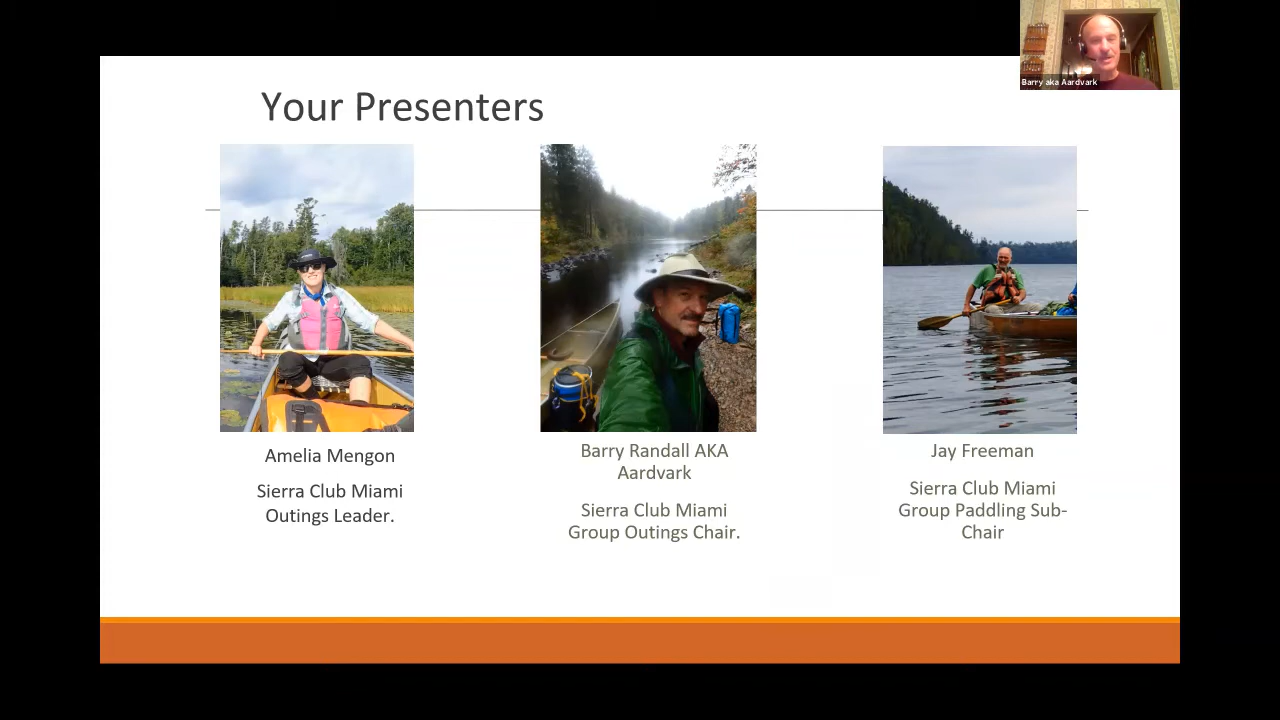 Barry aka Aardvark
Your Presenters
Amelia Mengon
Sierra Club Miami
Outings Leader.
Barry Randall AKA
Aardvark
Sierra Club Miami
Group Outings Chair.
Jay Freeman
Sierra Club Miami
Group Paddling Sub-
Chair